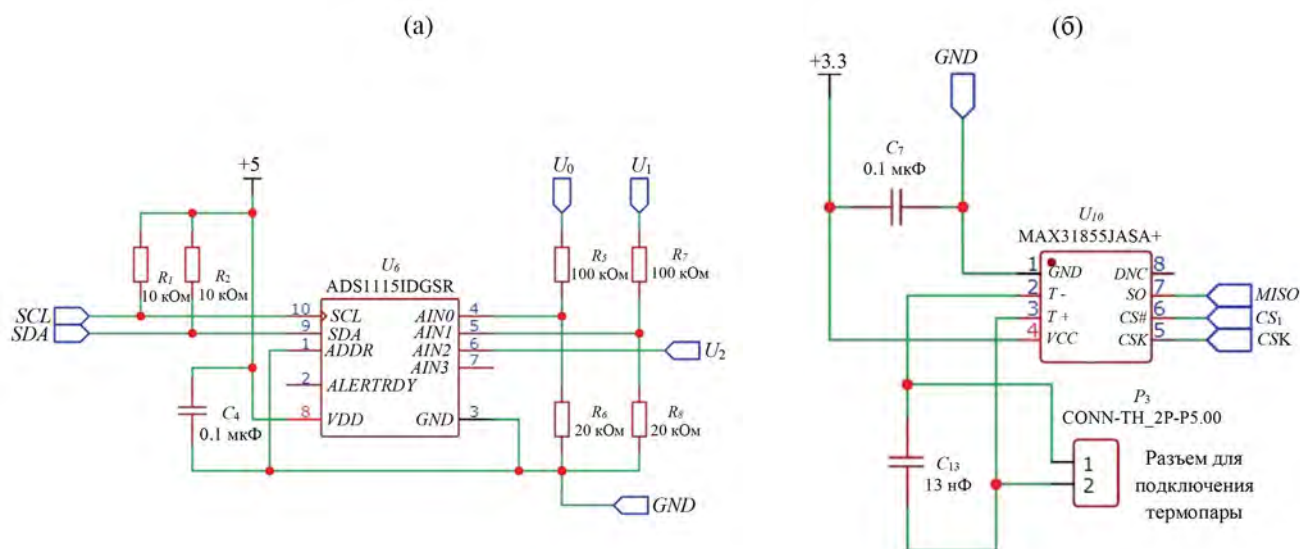 (а)
+5
U₀
U₁
R₁
10 кОм
R₂
10 кОм
R₅
100 кОм
R₇
100 кОм
U₆
ADS1115IDGSR
SCL
SDA
10
9
1
2
8
SCL
SDA
ADDR
ALERTRDY
VDD
AIN0
AIN1
AIN2
AIN3
GND
4
5
6
7
3
U₂
C₄
0.1 мкФ
R₆
20 кОм
R₈
20 кОм
GND
(б)
+3.3
GND
C₇
0.1 мкФ
U₁₀
MAX31855JASA+
1
2
3
4
GND
T -
T +
VCC
DNC
SO
CS#
CSK
8
7
6
5
MISO
CS₁
CSK
P₃
CONN-TH_2P-P5.00
1
2
C₁₃
13 нФ
Разъем для
подключения
термопары